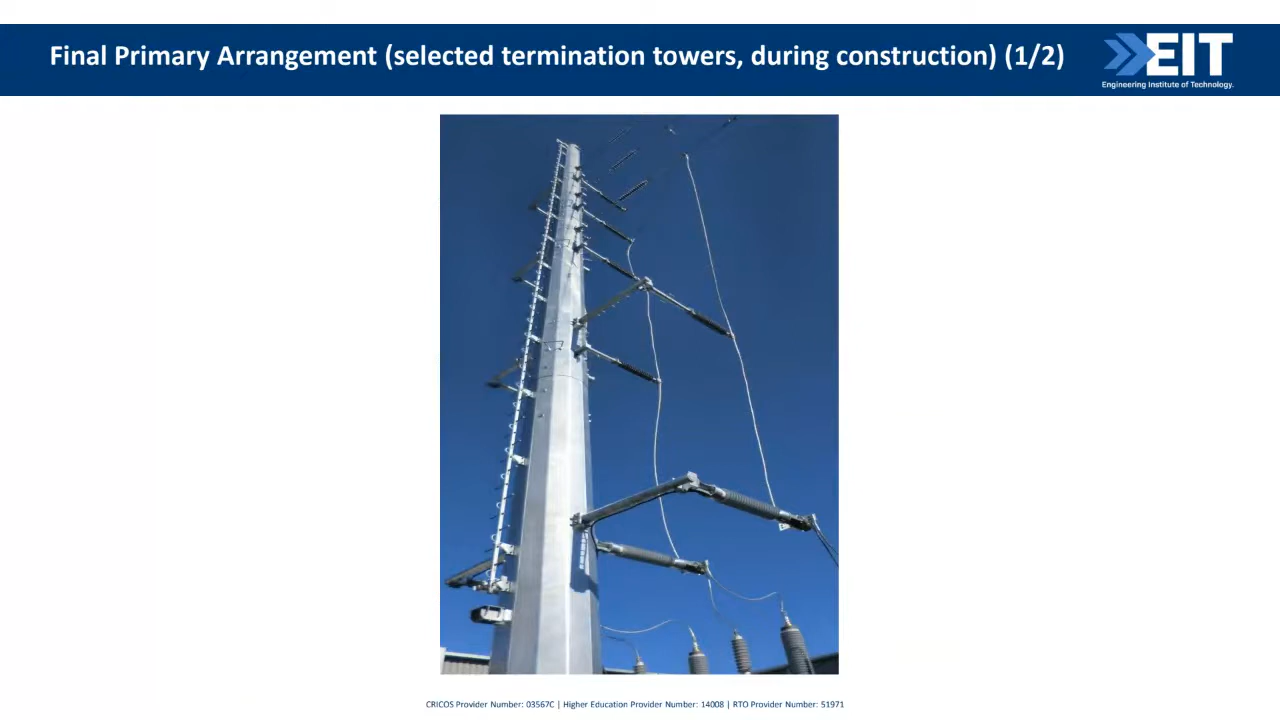 Final Primary Arrangement (selected termination towers, during construction) (1/2)
EIT
Engineering Institute of Technology.
CRICOS Provider Number: 03567C | Higher Education Provider Number: 14008 | RTO Provider Number: 51971